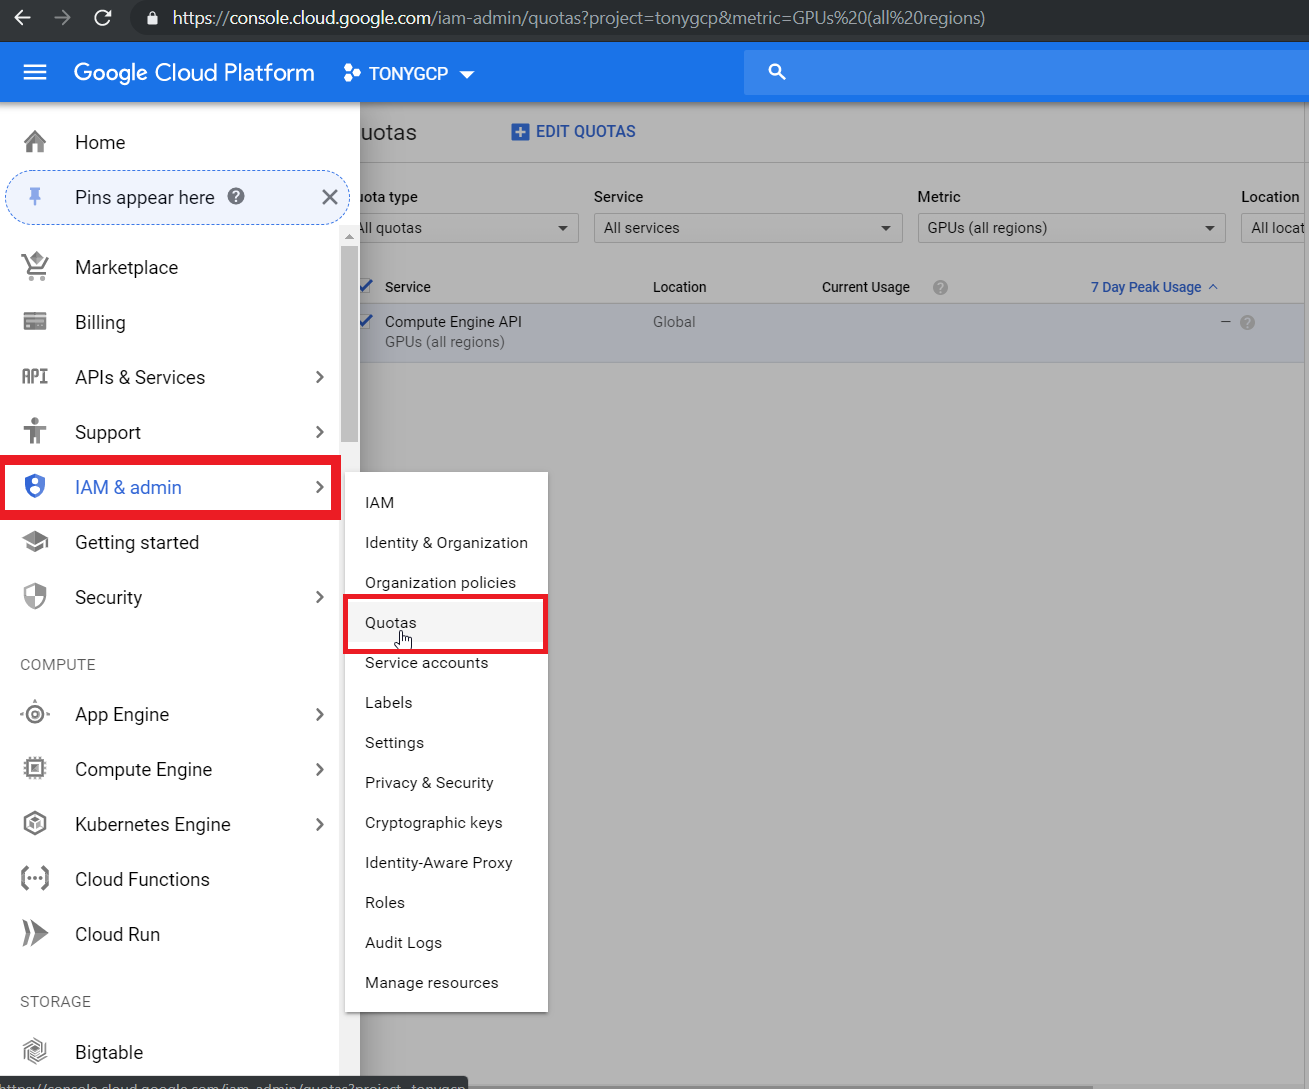 https://console.cloud.google.com/iam-admin/quotas?project=tonygcp&metric=GPUs%20(all%20regions)
Google Cloud Platform
TONYGCP
Home
Pins appear here
Marketplace
Billing
API
APIs & Services
Support
IAM & admin
Getting started
Security
COMPUTE
App Engine
Compute Engine
Kubernetes Engine
Cloud Functions
Cloud Run
STORAGE
Bigtable
IAM
Identity & Organization
Organization policies
Quotas
Service accounts
Labels
Settings
Privacy & Security
Cryptographic keys
Identity-Aware Proxy
Roles
Audit Logs
Manage resources
uotas
EDIT QUOTAS
uota type
Service
Metric
Location
All quotas
All services
GPUs (all regions)
All locat
Service
Location
Current Usage
7 Day Peak Usage
Compute Engine API
Global
–
GPUs (all regions)
https://console.cloud.google.com/iam-admin/quotas?project=tonygcp